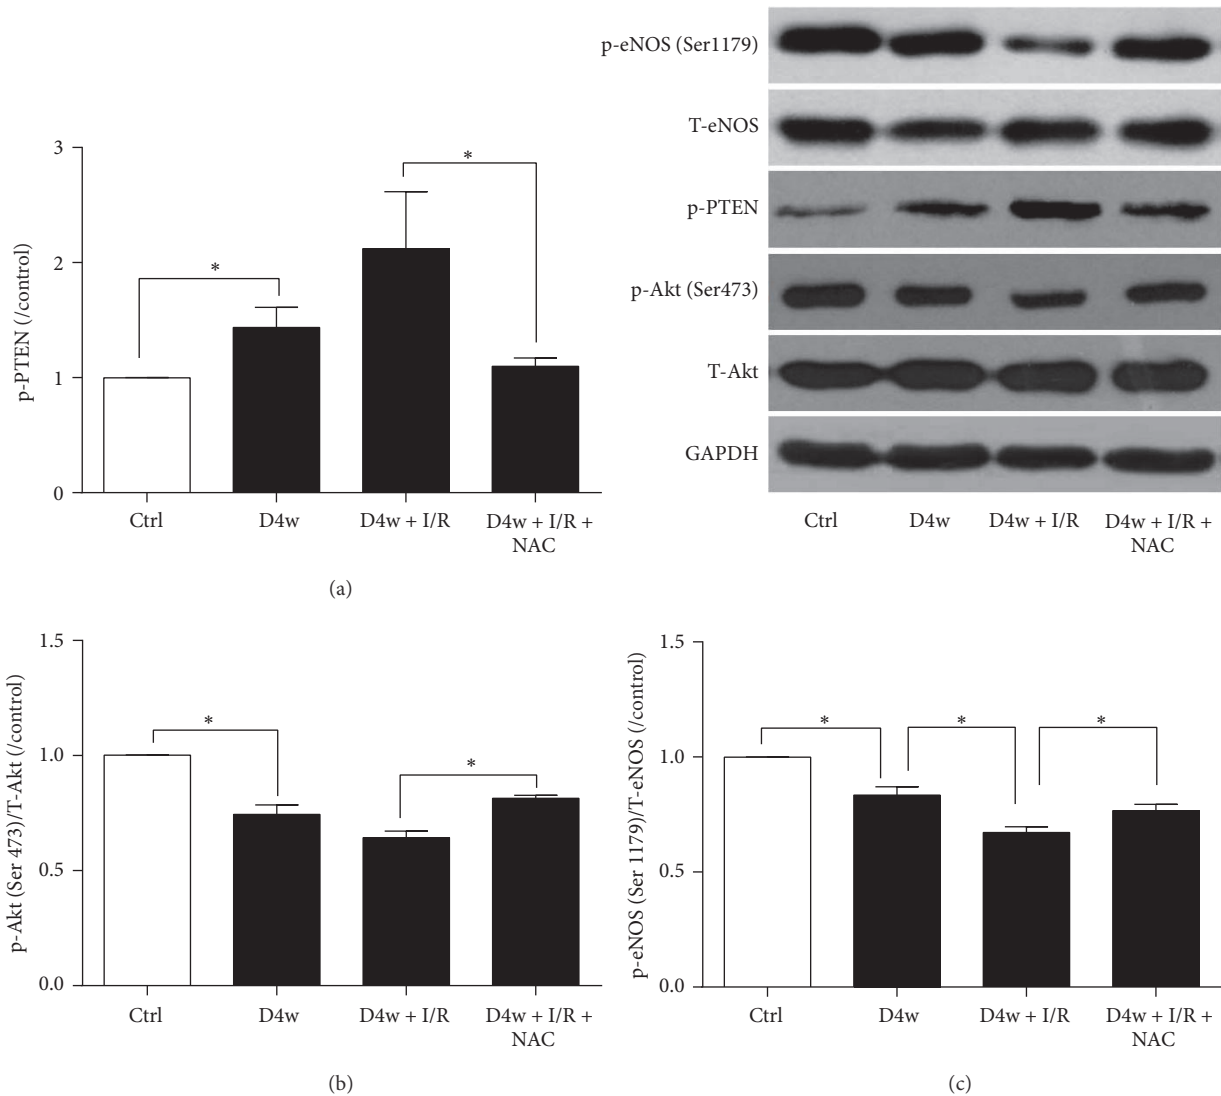 p-PTEN (/control)
3
2
1
0
*
*
Ctrl
D4w
D4w + I/R
D4w + I/R +
NAC
(a)
p-eNOS (Ser1179)
T-eNOS
p-PTEN
p-Akt (Ser473)
T-Akt
GAPDH
Ctrl
D4w
D4w + I/R
D4w + I/R +
NAC
p-Akt (Ser 473)/T-Akt (/control)
1.5
1.0
0.5
0.0
*
*
Ctrl
D4w
D4w + I/R
D4w + I/R +
NAC
(b)
p-eNOS (Ser 1179)/T-eNOS (/control)
1.5
1.0
0.5
0.0
*
*
*
Ctrl
D4w
D4w + I/R
D4w + I/R +
NAC
(c)